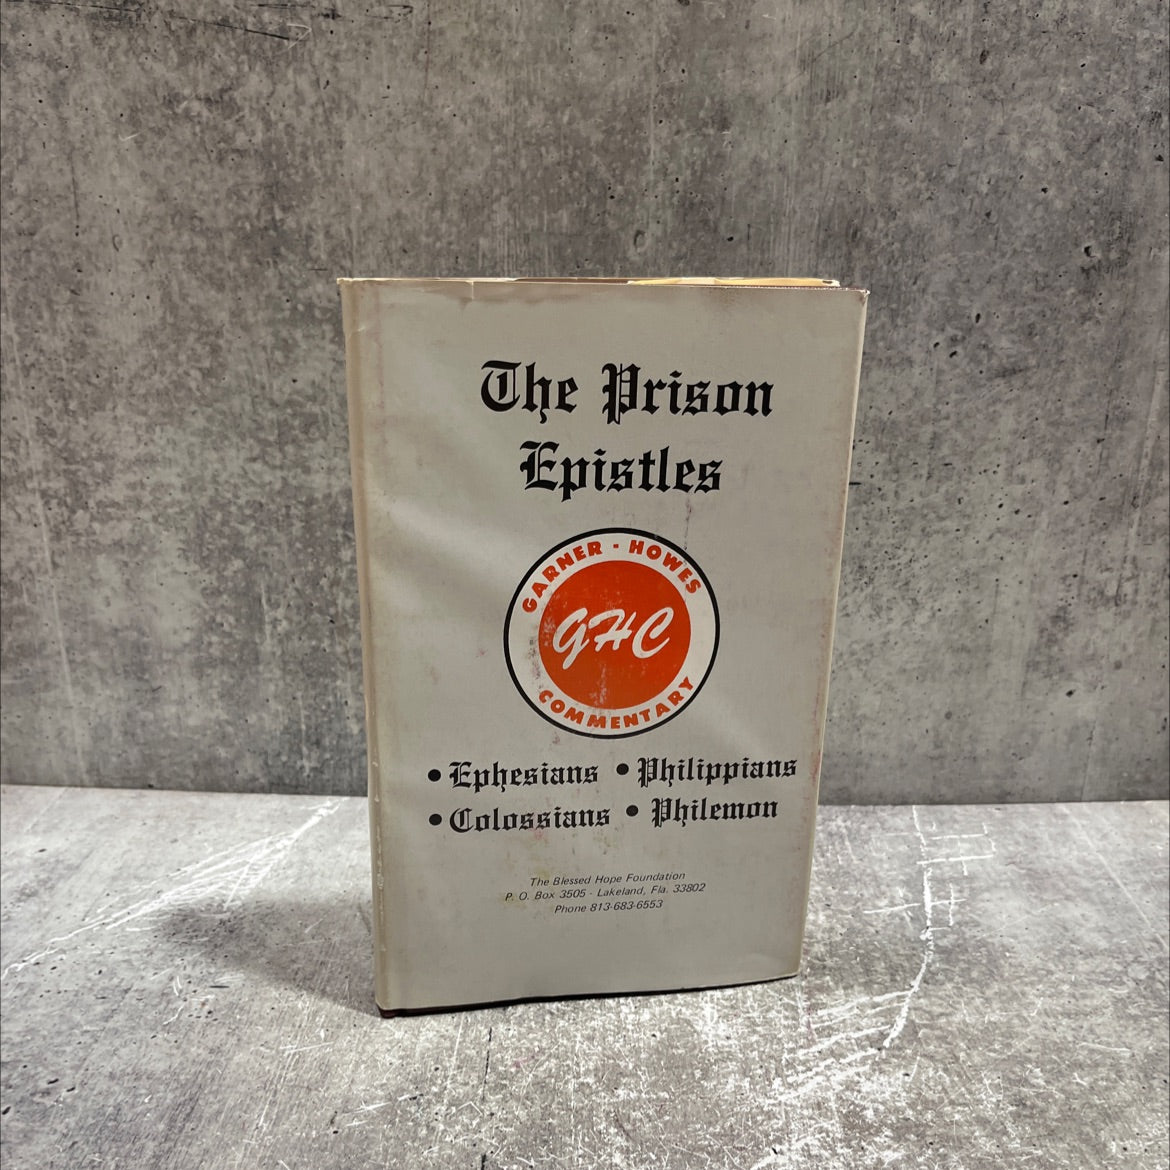 The Prison
Epistles
GARNER - HOWES
GHC
COMMENTARY
• Ephesians • Philippians
• Colossians • Philemon
The Blessed Hope Foundation
P. O. Box 3505 - Lakeland, Fla. 33802
Phone 813-683-6553